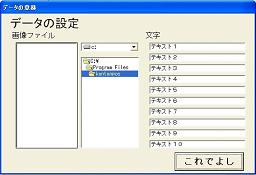 データの登録
データの設定
画像ファイル
文字
c:
C:¥
Program Files
kantanpos
テキスト1
テキスト2
テキスト3
テキスト4
テキスト5
テキスト6
テキスト7
テキスト8
テキスト9
テキスト10
これでよし